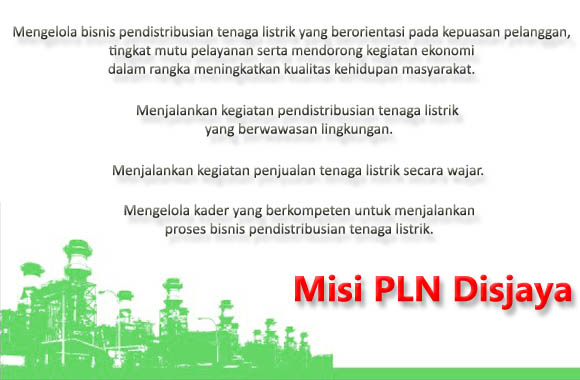 Mengelola bisnis pendistribusian tenaga listrik yang berorientasi pada kepuasan pelanggan,
tingkat mutu pelayanan serta mendorong kegiatan ekonomi
dalam rangka meningkatkan kualitas kehidupan masyarakat.
Menjalankan kegiatan pendistribusian tenaga listrik
yang berwawasan lingkungan.
Menjalankan kegiatan penjualan tenaga listrik secara wajar.
Mengelola kader yang berkompeten untuk menjalankan
proses bisnis pendistribusian tenaga listrik.
Misi PLN Disjaya